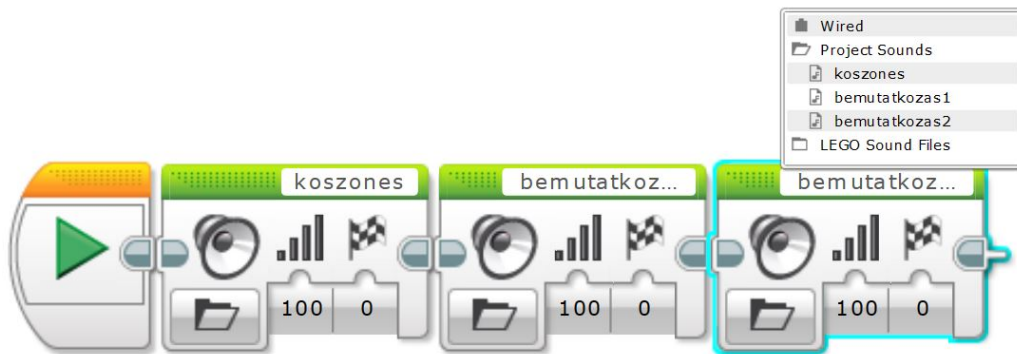 Wired
Project Sounds
koszones
bemutatkozas1
bemutatkozas2
LEGO Sound Files
koszones
bemutatkoz...
bemutatkoz...
100 0
100 0
100 0